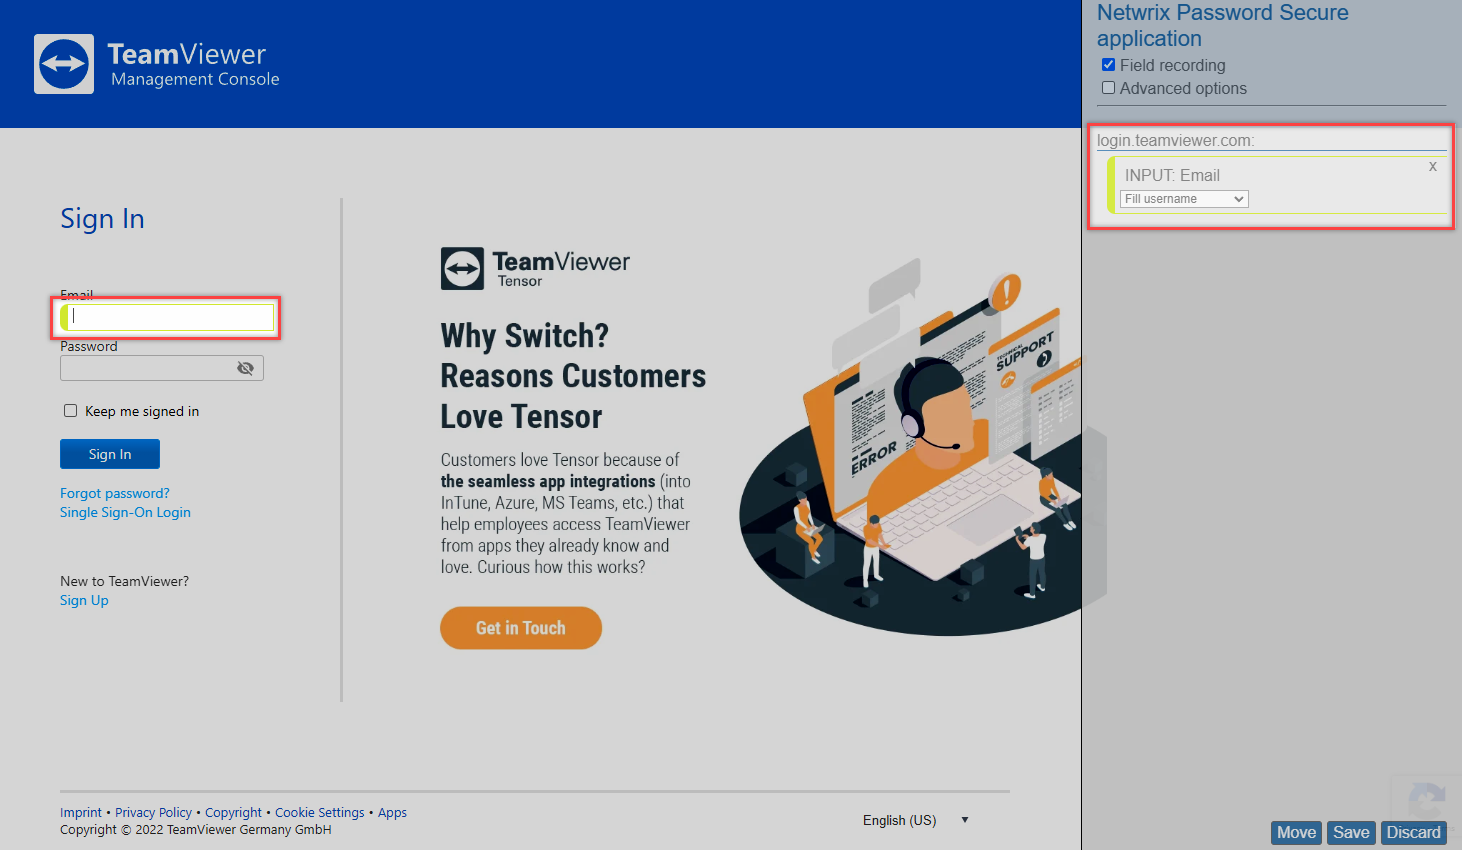 TeamViewer
Management Console
Sign In
Email
Password
Keep me signed in
Sign In
Forgot password?
Single Sign-On Login
New to TeamViewer?
Sign Up
TeamViewer
Tensor
Why Switch?
Reasons Customers
Love Tensor
Customers love Tensor because of
the seamless app integrations (into
InTune, Azure, MS Teams, etc.) that
help employees access TeamViewer
from apps they already know and
love. Curious how this works?
Get in Touch
TECHNICAL
SUPPORT
ERROR
Imprint • Privacy Policy • Copyright • Cookie Settings • Apps
Copyright © 2022 TeamViewer Germany GmbH
English (US)
Netwrix Password Secure
application
Field recording
Advanced options
login.teamviewer.com:
INPUT: Email
x
Fill username
Move
Save
Discard